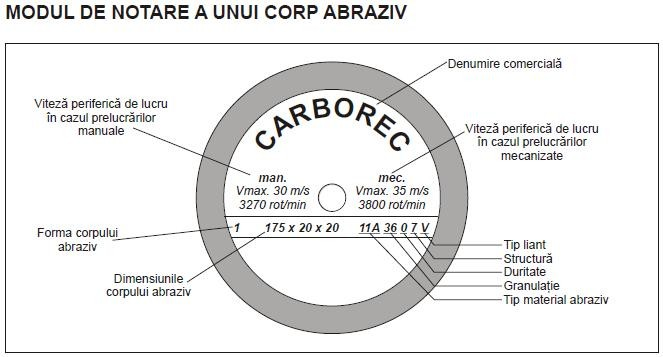 MODUL DE NOTARE A UNUI CORP ABRAZIV
Denumire comercială
Viteză periferică de lucru
în cazul prelucrărilor
manuale
CARBOREC
Viteză periferică de lucru
în cazul prelucrărilor
mecanizate
man.
Vmax. 30 m/s
3270 rot/min
mec.
Vmax. 35 m/s
3800 rot/min
Forma corpului
abraziv
1 175 x 20 x 20 11A 36 0 7 V
Dimensiunile
corpului abraziv
Tip liant
Structură
Duritate
Granulație
Tip material abraziv